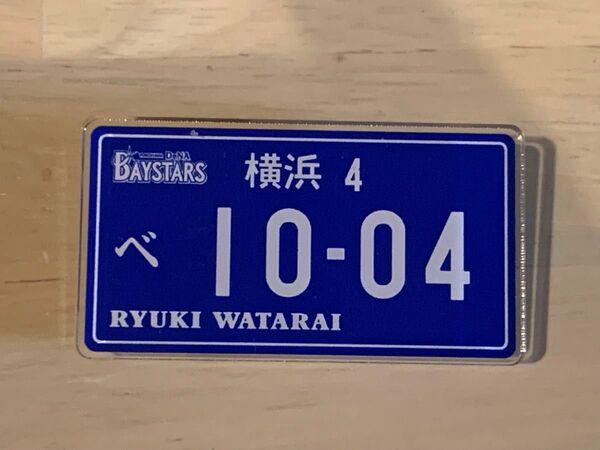 YOKOHAMA DeNA
BAYSTARS
横浜 4
べ 10-04
RYUKI WATARAI